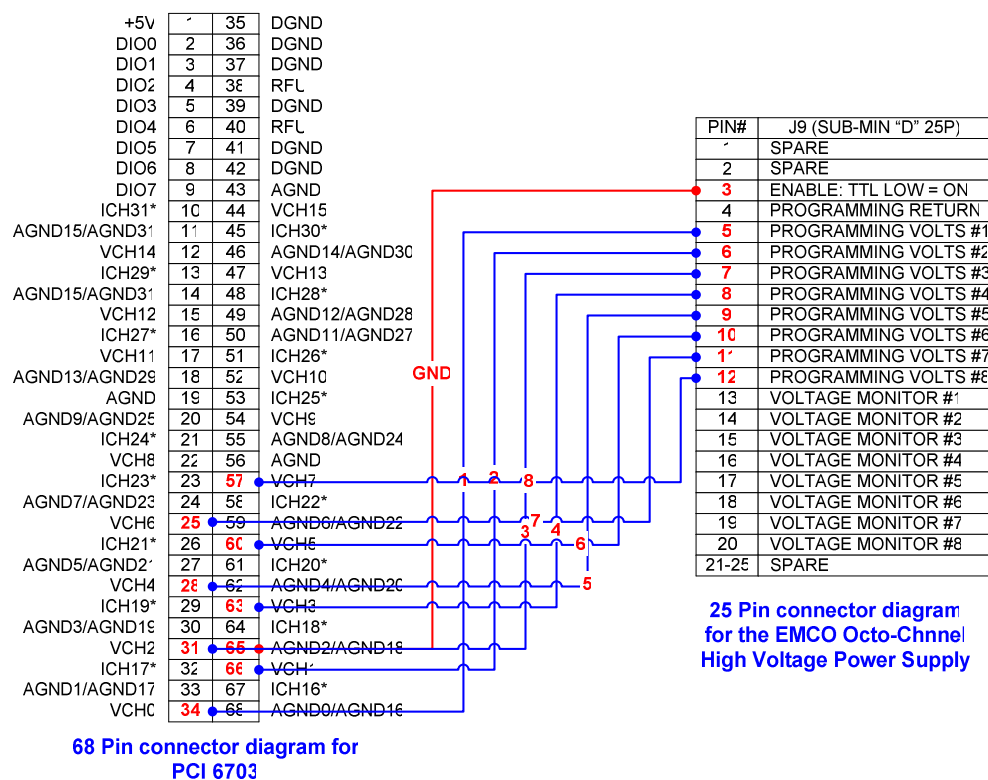 +5V 1 35 DGND
DIO0 2 36 DGND
DIO1 3 37 DGND
DIO2 4 38 RFU
DIO3 5 39 DGND
DIO4 6 40 RFU
DIO5 7 41 DGND
DIO6 8 42 DGND
DIO7 9 43 AGND
ICH31* 10 44 VCH15
AGND15/AGND31 11 45 ICH30*
VCH14 12 46 AGND14/AGND30
ICH29* 13 47 VCH13
AGND15/AGND31 14 48 ICH28*
VCH12 15 49 AGND12/AGND28
ICH27* 16 50 AGND11/AGND27
VCH11 17 51 ICH26*
AGND13/AGND29 18 52 VCH10
AGND 19 53 ICH25*
AGND9/AGND25 20 54 VCH9
ICH24* 21 55 AGND8/AGND24
VCH8 22 56 AGND
ICH23* 23 57 VCH7
AGND7/AGND23 24 58 ICH22*
VCH6 25 59 AGND6/AGND22
ICH21* 26 60 VCH5
AGND5/AGND21 27 61 ICH20*
VCH4 28 62 AGND4/AGND20
ICH19* 29 63 VCH3
AGND3/AGND19 30 64 ICH18*
VCH2 31 65 AGND2/AGND18
ICH17* 32 66 VCH1
AGND1/AGND17 33 67 ICH16*
VCH0 34 68 AGND0/AGND16
68 Pin connector diagram for
PCI 6703
GND
1 2 8
7
3 4
6
5
PIN# J9 (SUB-MIN "D" 25P)
1 SPARE
2 SPARE
3 ENABLE: TTL LOW = ON
4 PROGRAMMING RETURN
5 PROGRAMMING VOLTS #1
6 PROGRAMMING VOLTS #2
7 PROGRAMMING VOLTS #3
8 PROGRAMMING VOLTS #4
9 PROGRAMMING VOLTS #5
10 PROGRAMMING VOLTS #6
11 PROGRAMMING VOLTS #7
12 PROGRAMMING VOLTS #8
13 VOLTAGE MONITOR #1
14 VOLTAGE MONITOR #2
15 VOLTAGE MONITOR #3
16 VOLTAGE MONITOR #4
17 VOLTAGE MONITOR #5
18 VOLTAGE MONITOR #6
19 VOLTAGE MONITOR #7
20 VOLTAGE MONITOR #8
21-25 SPARE
25 Pin connector diagram
for the EMCO Octo-Chnnel
High Voltage Power Supply